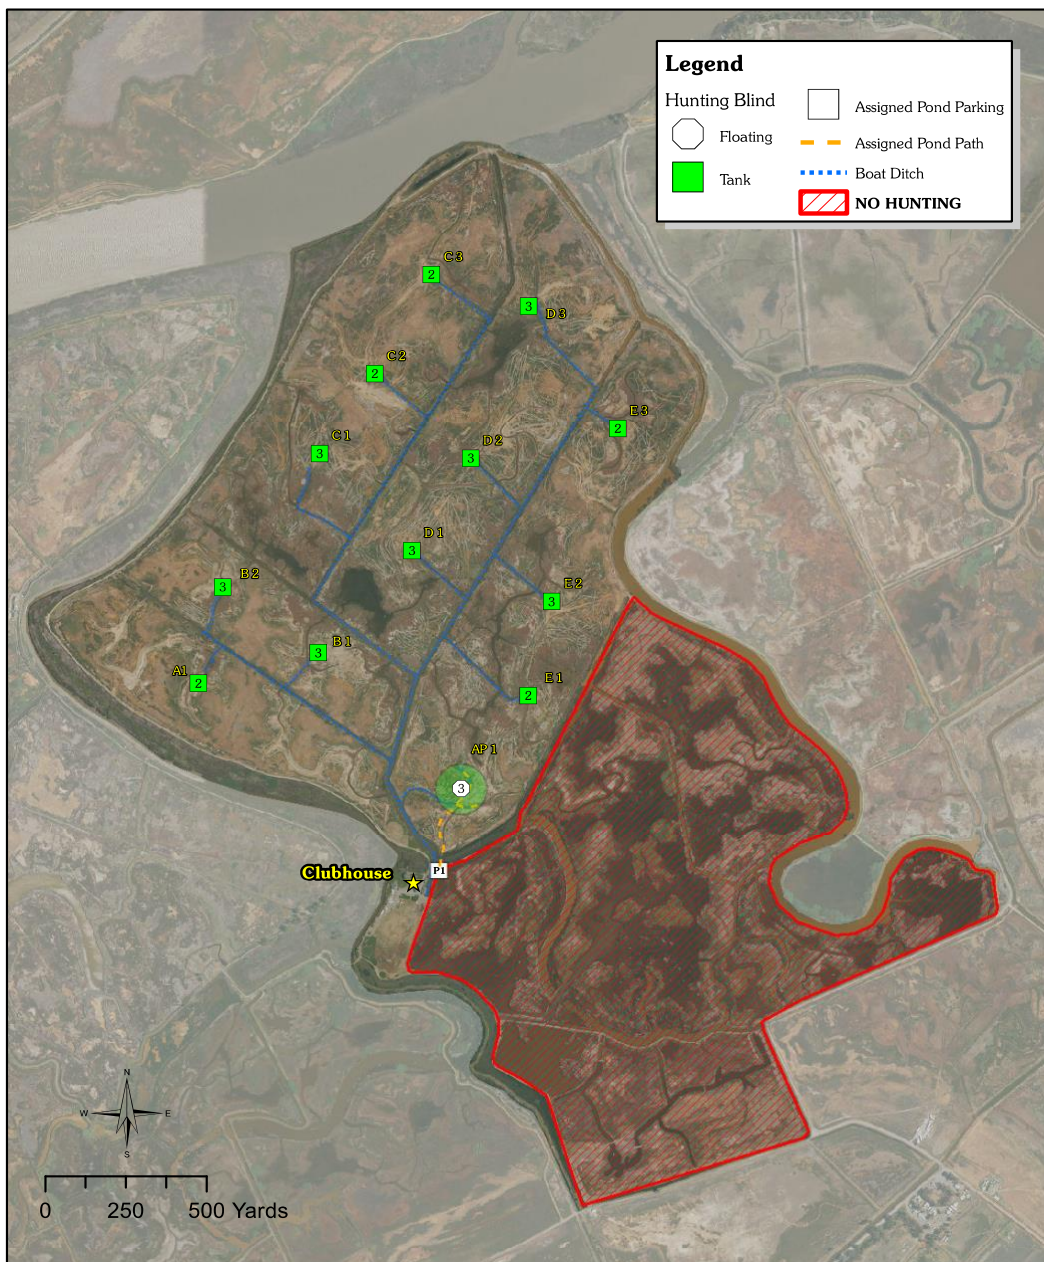 Legend
Hunting Blind
Floating
Tank
Assigned Pond Parking
Assigned Pond Path
Boat Ditch
NO HUNTING
C3
2
3
D3
C2
2
E3
2
C1
3
D2
3
D1
3
B2
3
E2
3
B1
3
A1
2
E1
2
AP 1
3
Clubhouse
P1
N
W
E
S
0 250 500 Yards